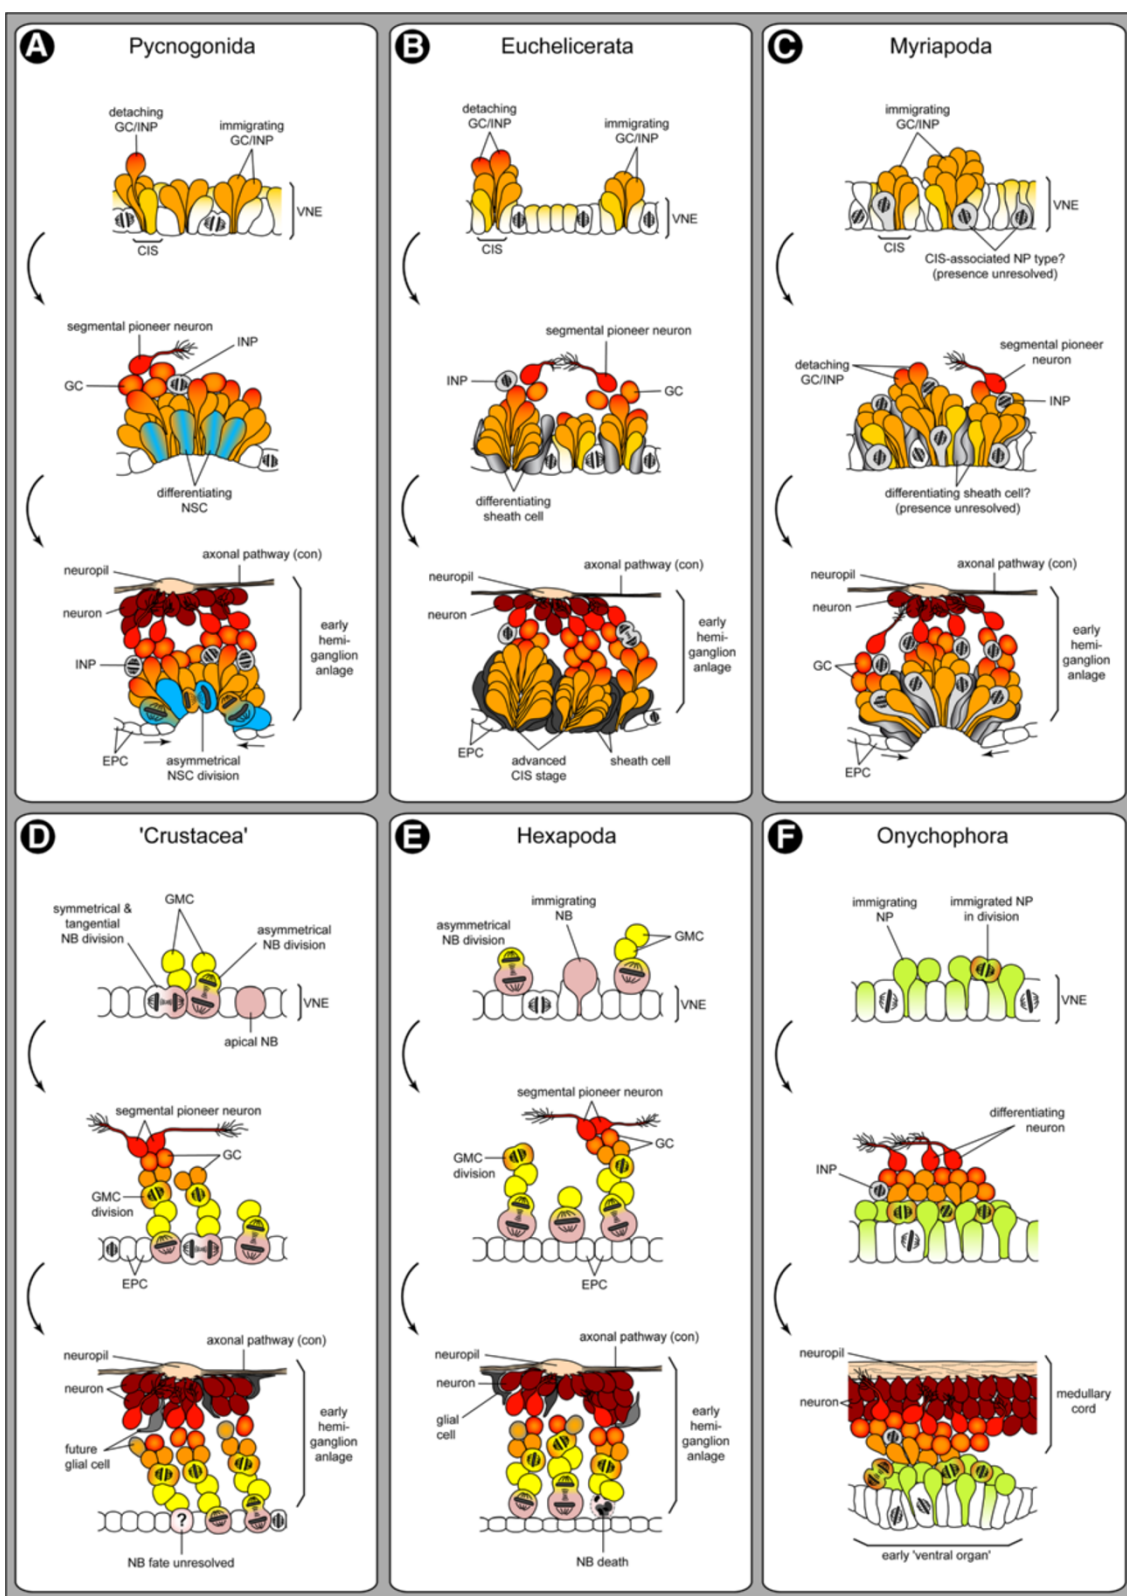 A Pycnogonida
detaching
GC/INP
immigrating
GC/INP
VNE
CIS
segmental pioneer neuron
INP
GC
differentiating
NSC
axonal pathway (con)
neuropil
neuron
INP
early
hemi-
ganglion
anlage
EPC
asymmetrical
NSC division
B Euchelicerata
detaching
GC/INP
immigrating
GC/INP
VNE
CIS
segmental pioneer neuron
INP
GC
differentiating
sheath cell
axonal pathway (con)
neuropil
neuron
early
hemi-
ganglion
anlage
EPC
advanced
CIS stage
sheath cell
C Myriapoda
immigrating
GC/INP
VNE
CIS
CIS-associated NP type?
(presence unresolved)
segmental pioneer
neuron
detaching
GC/INP
INP
differentiating sheath cell?
(presence unresolved)
axonal pathway (con)
neuropil
neuron
GC
early
hemi-
ganglion
anlage
EPC
D 'Crustacea'
GMC
symmetrical &
tangential
NB division
asymmetrical
NB division
VNE
apical NB
segmental pioneer neuron
GC
GMC
division
EPC
axonal pathway (con)
neuropil
neuron
future
glial cell
early
hemi-
ganglion
anlage
?
NB fate unresolved
E Hexapoda
immigrating
NB
asymmetrical
NB division
GMC
VNE
segmental pioneer neuron
GC
GMC
division
EPC
axonal pathway (con)
neuropil
neuron
glial
cell
early
hemi-
ganglion
anlage
NB death
F Onychophora
immigrating
NP
immigrated NP
in division
VNE
differentiating
neuron
INP
neuropil
neuron
medullary
cord
early 'ventral organ'